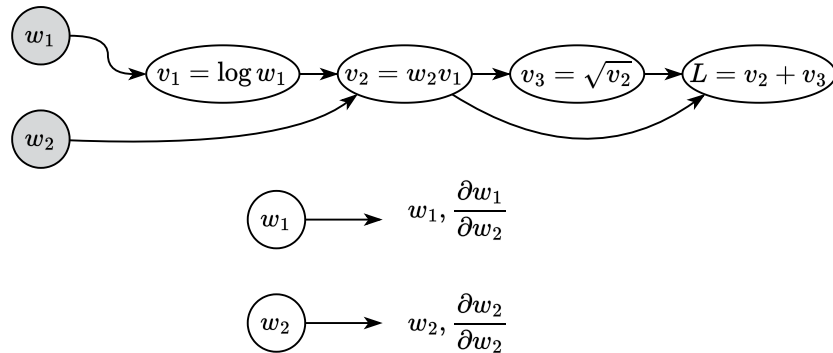 w₁
v₁ = log w₁
v₂ = w₂v₁
v₃ = √v₂
L = v₂ + v₃
w₂
w₁
w₁, ∂w₁/∂w₂
w₂
w₂, ∂w₂/∂w₂